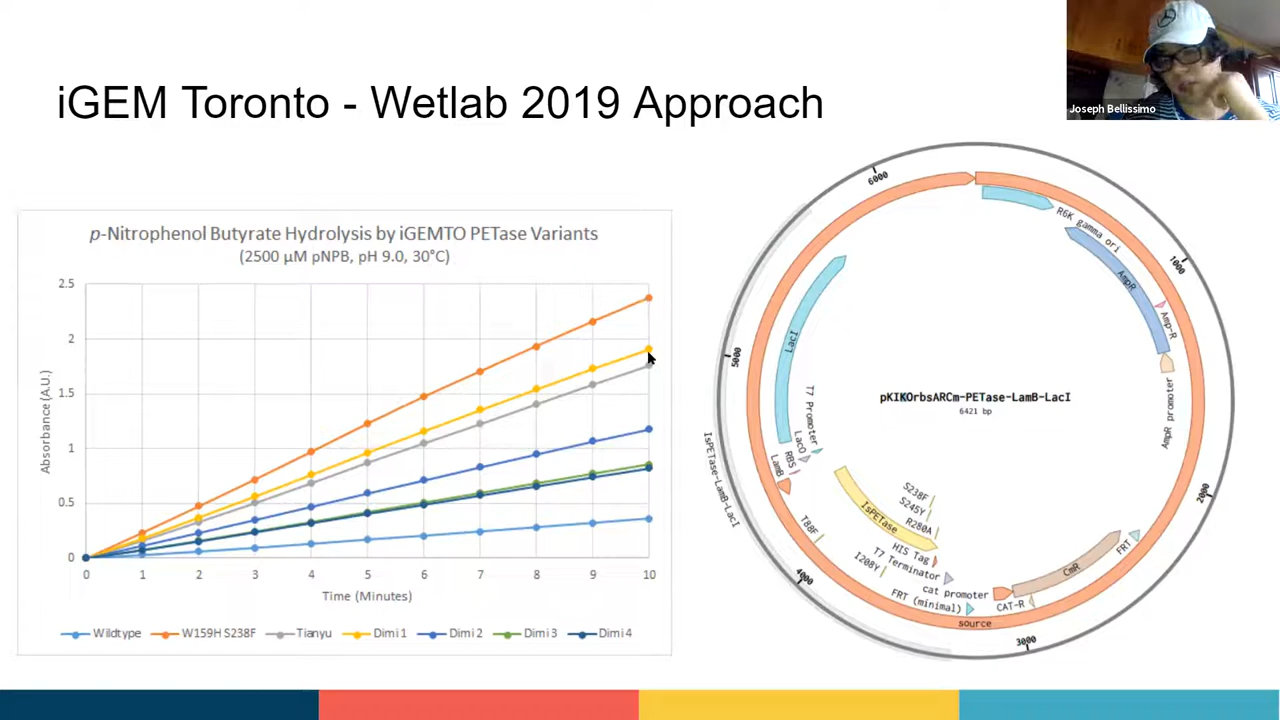 Joseph Bellissimo
iGEM Toronto - Wetlab 2019 Approach
p-Nitrophenol Butyrate Hydrolysis by iGEMTO PETase Variants
(2500 µM pNPB, pH 9.0, 30°C)
Absorbance (A.U.)
2.5
2
1.5
1
0.5
0
0 1 2 3 4 5 6 7 8 9 10
Time (Minutes)
Wildtype W159H S238F Tianyu Dimi 1 Dimi 2 Dimi 3 Dimi 4
6000
R6K gamma ori
1000
AmpR
Amp-R
AmpR promoter
LacI
5000
pKIKOrbsARCm-PETase-LamB-LacI
6421 bp
T7 Promoter
LacO
RBS
LamB
IsPETase-LamB-LacI
2000
S238F
S245Y
R280A
IsPETase
T88F
HIS Tag
T7 Terminator
I208Y
cat promoter
FRT (minimal)
CAT-R
CmR
FRT
4000
source
3000